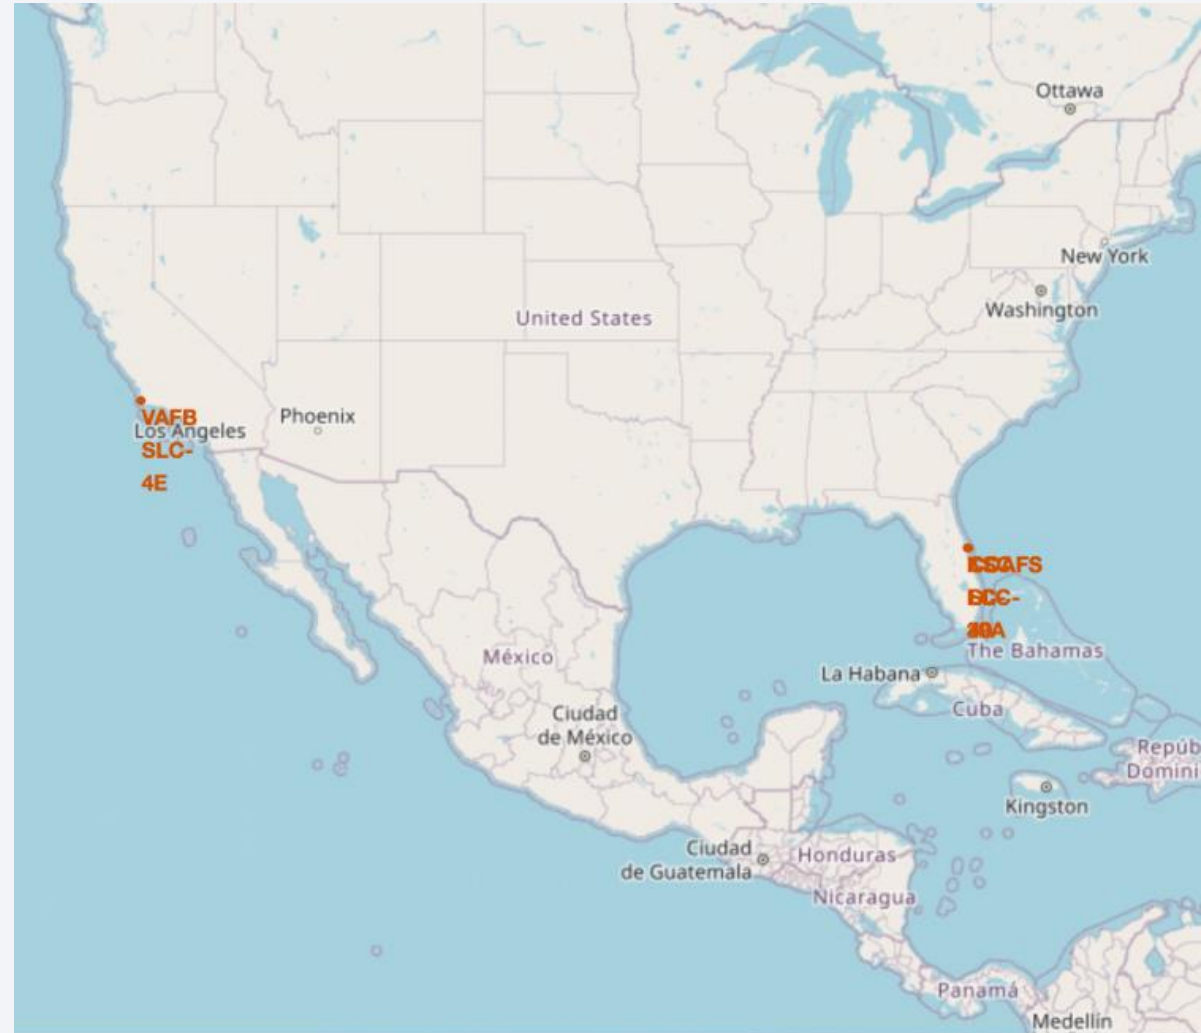 Ottawa
New York
Washington
United States
VAFB
SLC-
4E
Los Angeles
Phoenix
México
The Bahamas
La Habana
Cuba
Ciudad
de México
Repúb
Domini
Kingston
Ciudad
de Guatemala
Honduras
Nicaragua
Panamá
Medellín